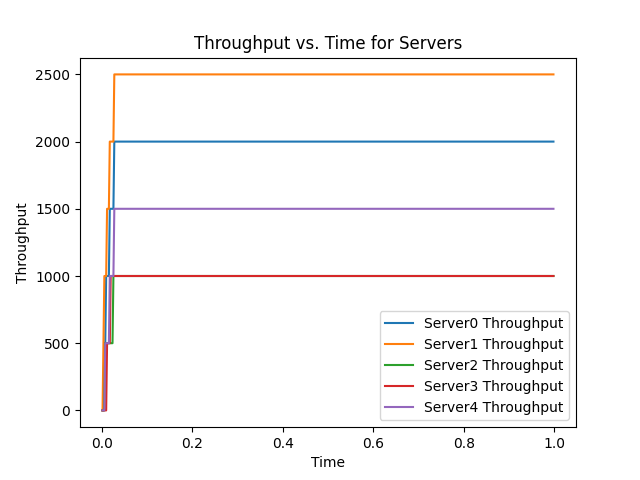 Throughput vs. Time for Servers
2500
2000
1500
1000
500
0
Throughput
Server0 Throughput
Server1 Throughput
Server2 Throughput
Server3 Throughput
Server4 Throughput
0.0 0.2 0.4 0.6 0.8 1.0
Time